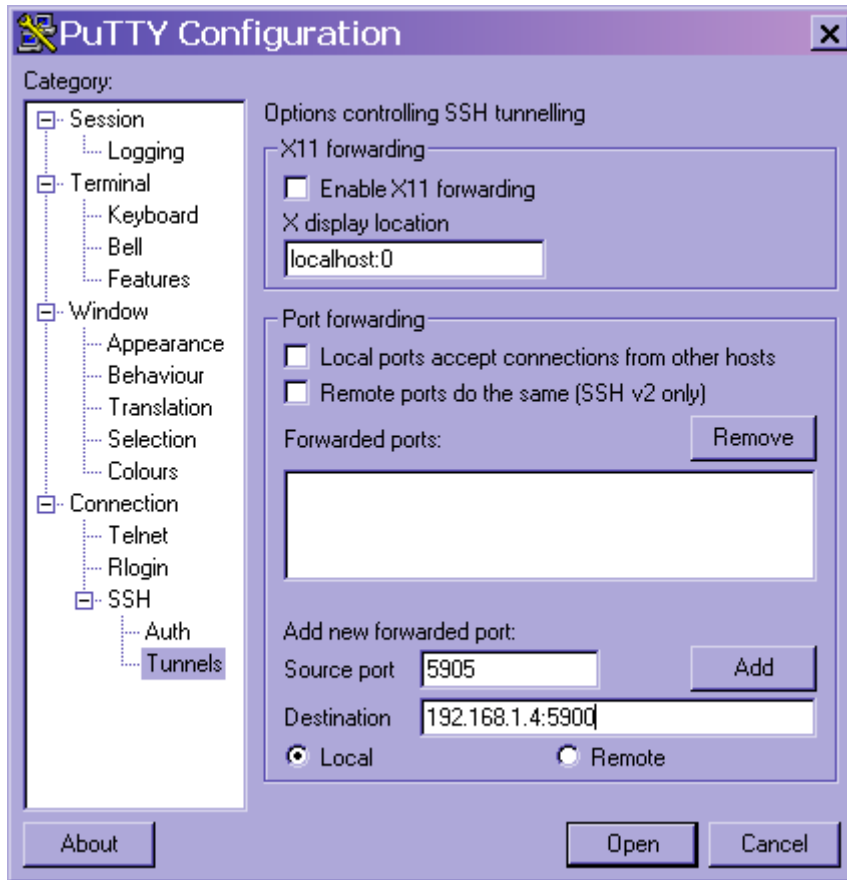 PuTTY Configuration
Category:
Session
Logging
Terminal
Keyboard
Bell
Features
Window
Appearance
Behaviour
Translation
Selection
Colours
Connection
Telnet
Rlogin
SSH
Auth
Tunnels
Options controlling SSH tunnelling
X11 forwarding
Enable X11 forwarding
X display location
localhost:0
Port forwarding
Local ports accept connections from other hosts
Remote ports do the same (SSH v2 only)
Forwarded ports: Remove
Add new forwarded port:
Source port 5905 Add
Destination 192.168.1.4:5900
Local Remote
About Open Cancel